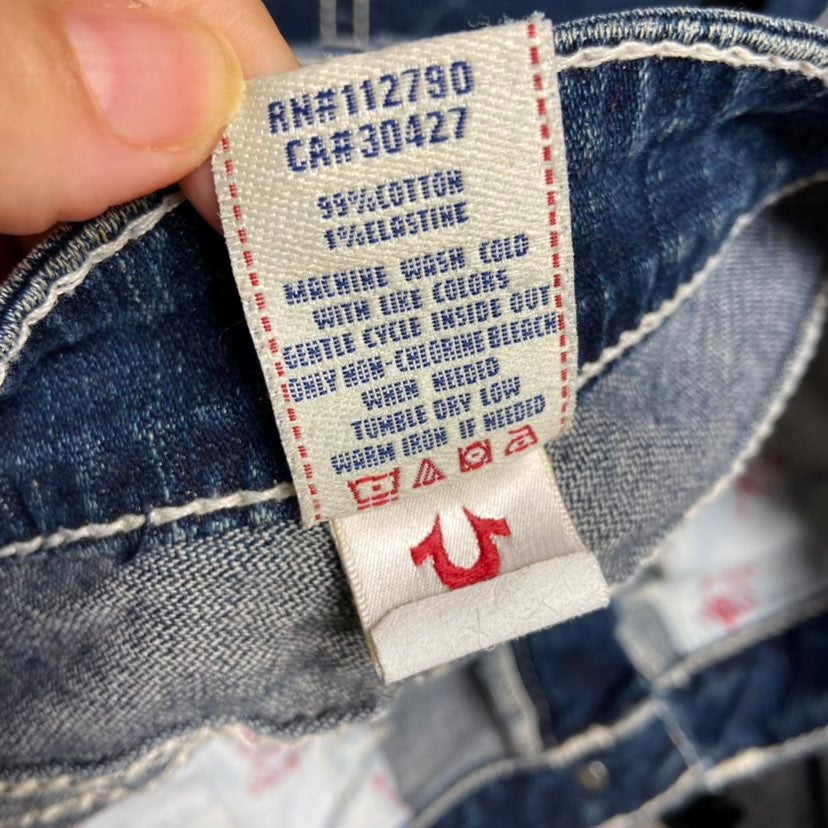 RN#112790
CA#30427
99%COTTON
1%ELASTINE
MACHINE WASH COLD
WITH LIKE COLORS
GENTLE CYCLE INSIDE OUT
ONLY NON-CHLORINE BLEACH
WHEN NEEDED
TUMBLE DRY LOW
WARM IRON IF NEEDED